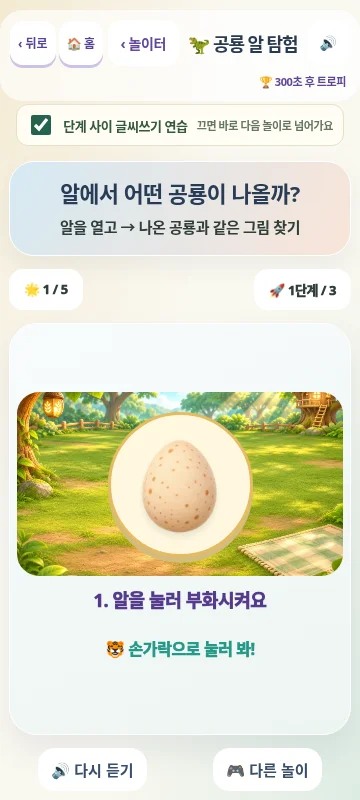 ‹ 뒤로
🏠 홈
‹ 놀이터
🦖 공룡 알 탐험
🔊
🏆 300초 후 트로피
단계 사이 글씨쓰기 연습 끄면 바로 다음 놀이로 넘어가요
알에서 어떤 공룡이 나올까?
알을 열고 → 나온 공룡과 같은 그림 찾기
🌟 1 / 5
🚀 1단계 / 3
1. 알을 눌러 부화시켜요
🐯 손가락으로 눌러 봐!
🔊 다시 듣기
🎮 다른 놀이